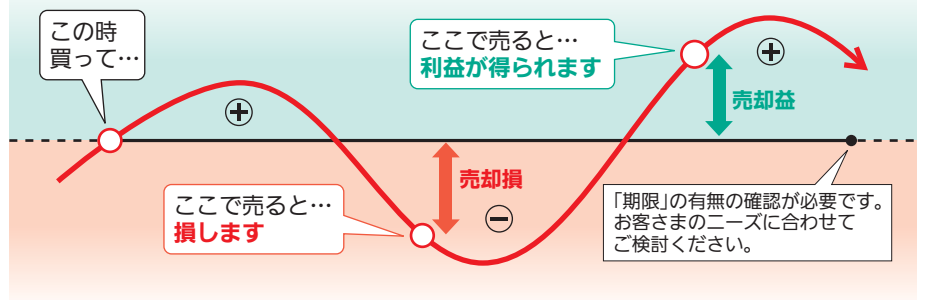 この時
買って…
＋
ここで売ると…
利益が得られます
＋
売却益
売却損
ここで売ると…
損します
−
「期限」の有無の確認が必要です。
お客さまのニーズに合わせて
ご検討ください。